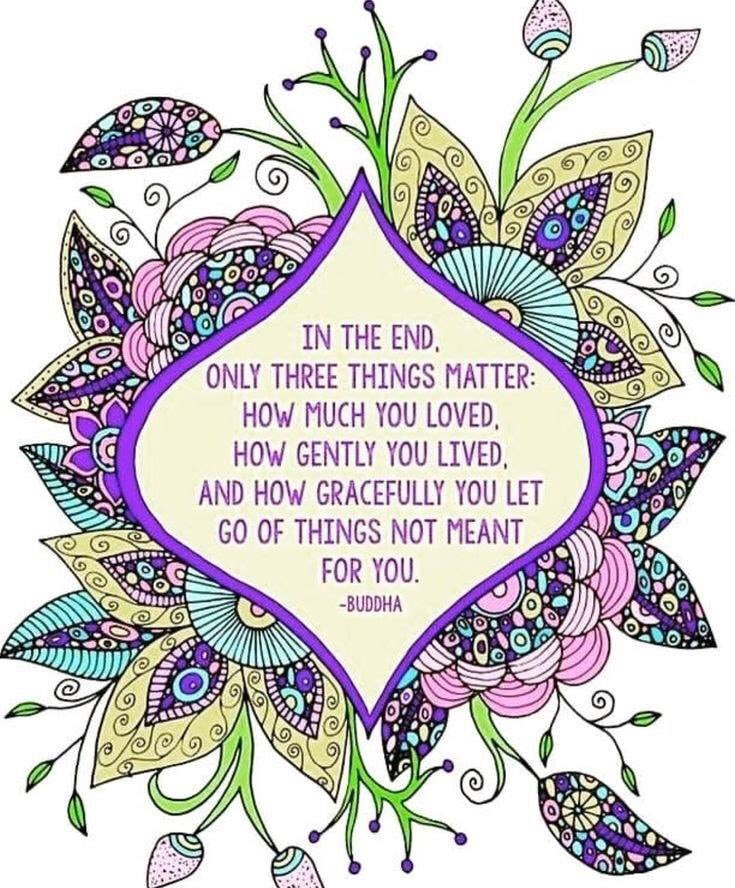 IN THE END,
ONLY THREE THINGS MATTER:
HOW MUCH YOU LOVED,
HOW GENTLY YOU LIVED,
AND HOW GRACEFULLY YOU LET
GO OF THINGS NOT MEANT
FOR YOU.
-BUDDHA